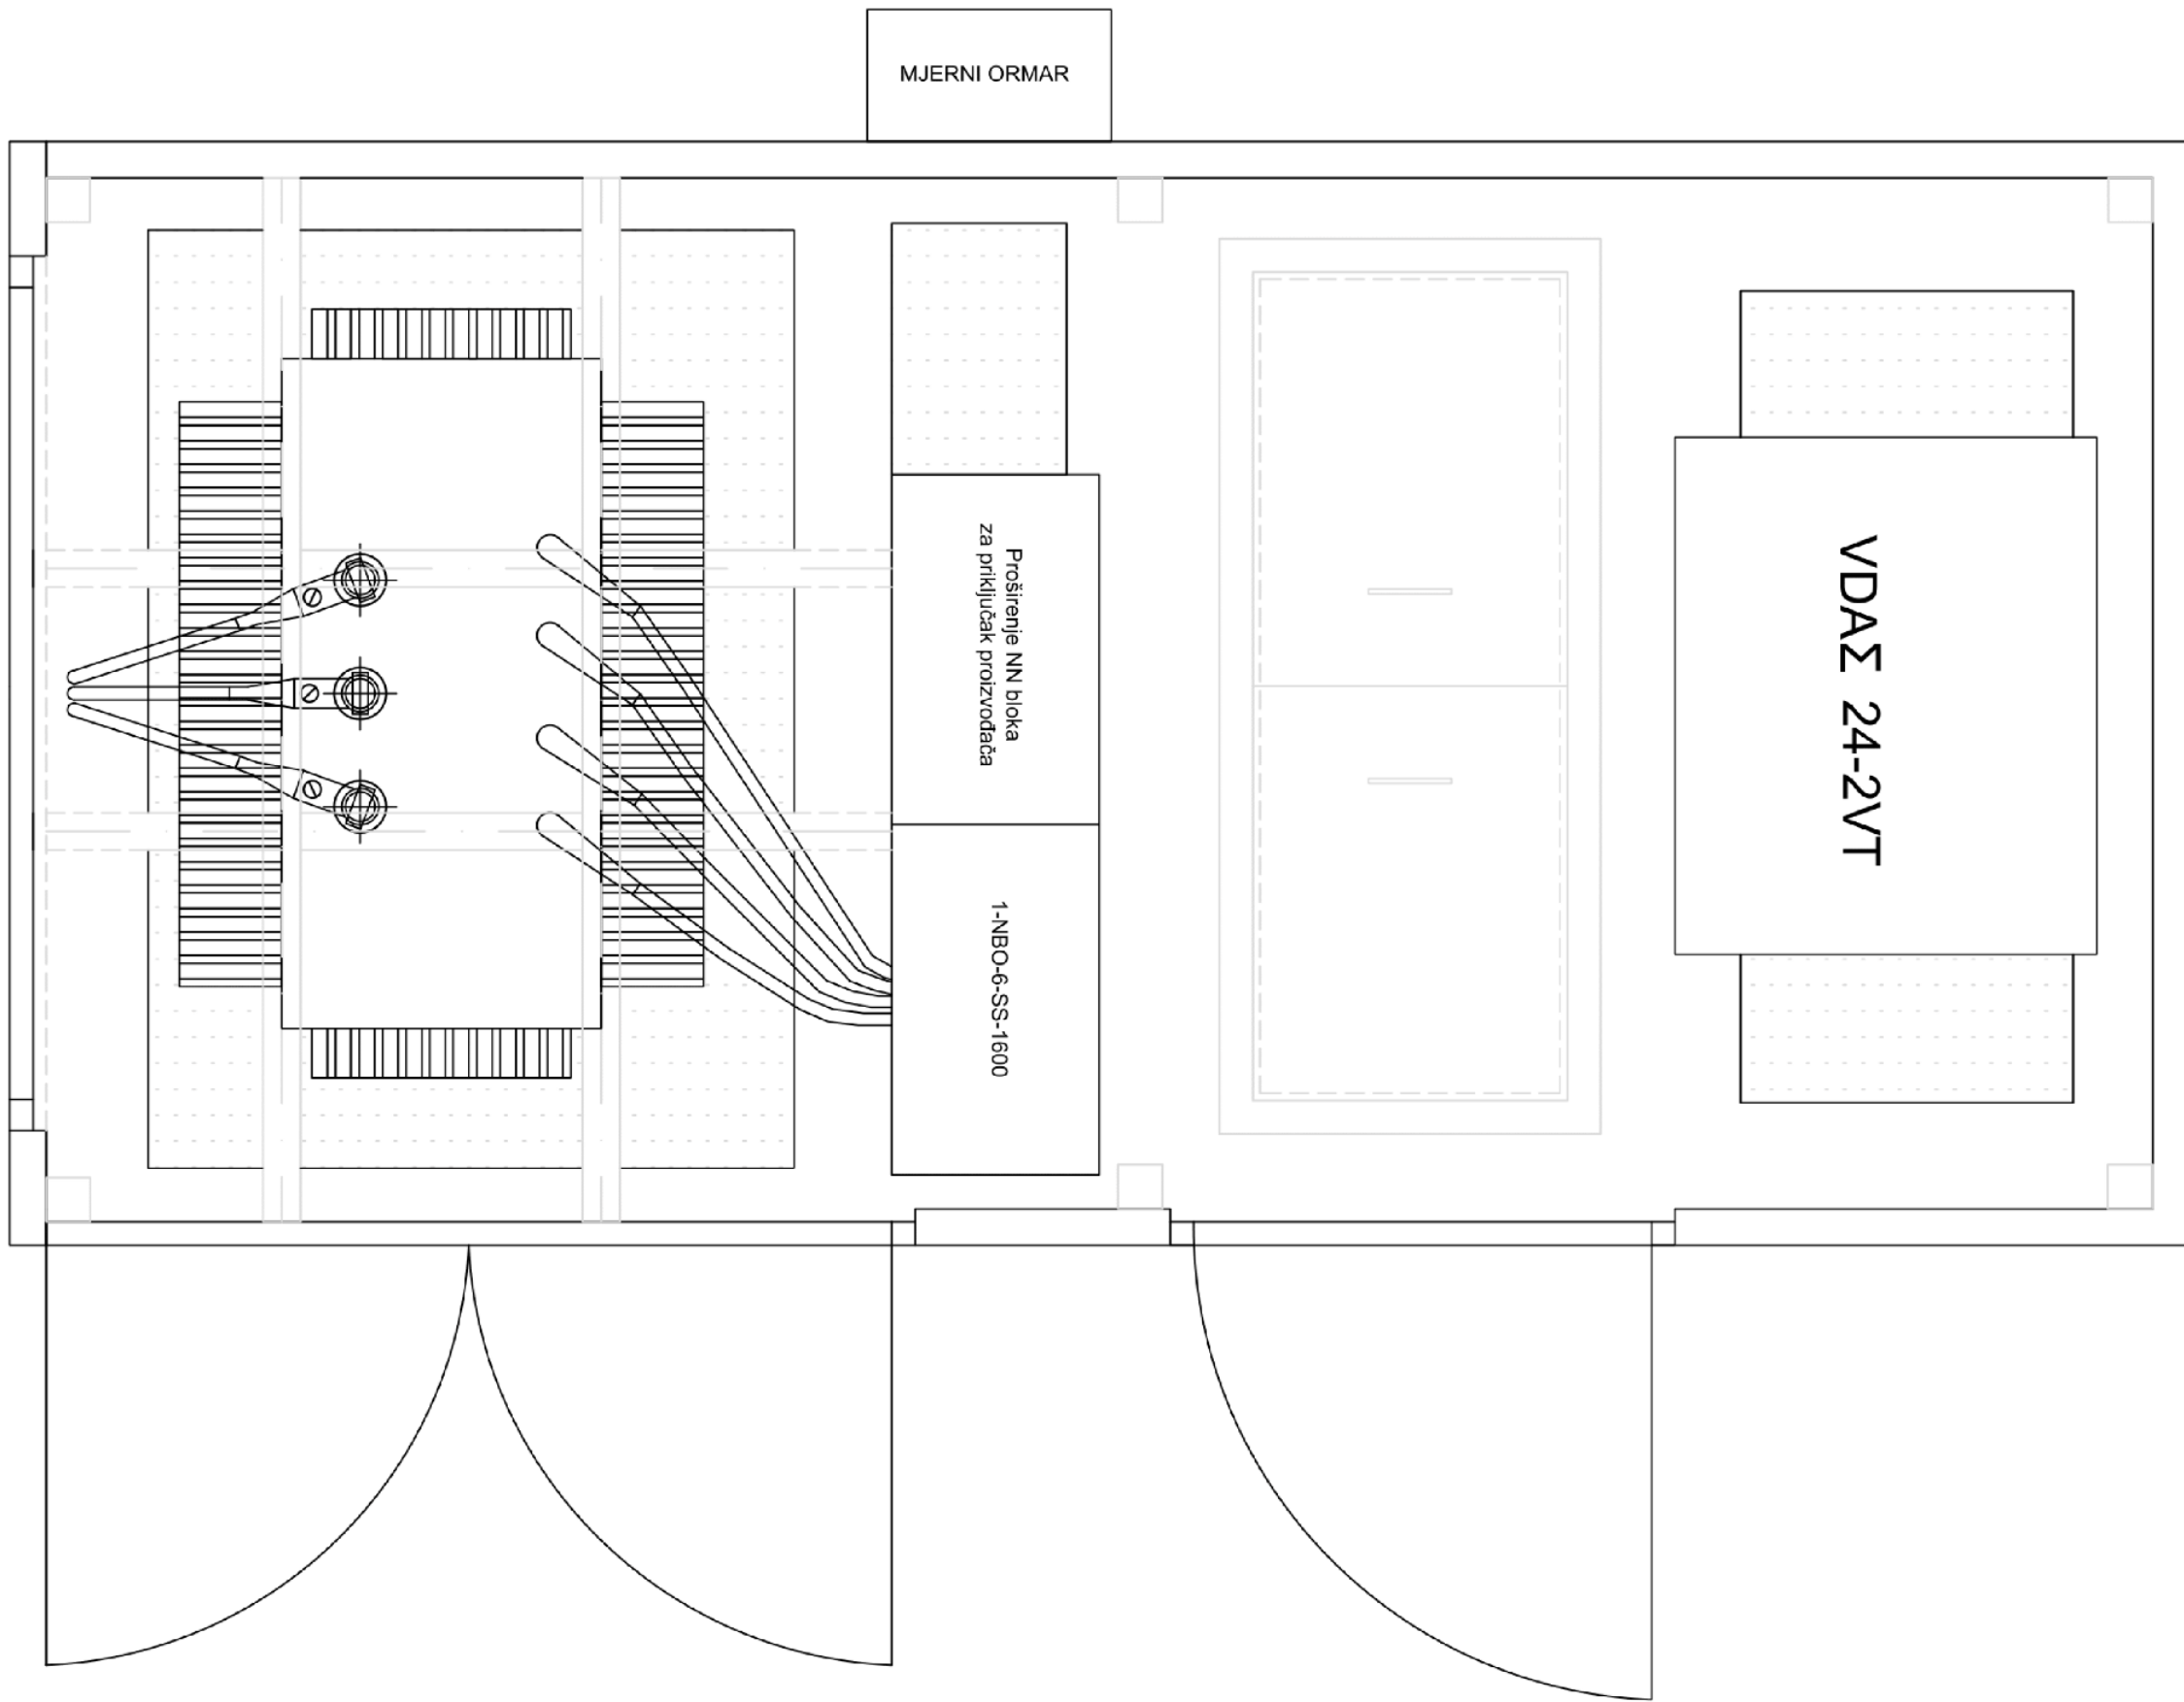 MJERNI ORMAR
Proširenje NN bloka
za priključak proizvođača
1-NBO-6-SS-1600
VDAΣ 24-2VT